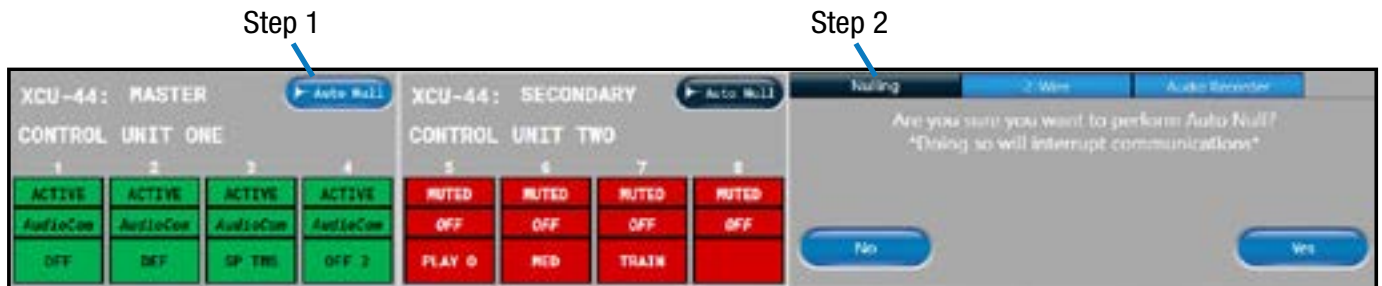 Step 1
Step 2
XCU-44: MASTER
Auto Null
CONTROL UNIT ONE
1 2 3 4
ACTIVE ACTIVE ACTIVE ACTIVE
AudioCom AudioCom AudioCom AudioCom
OFF DEF SP TMS OFF 2
XCU-44: SECONDARY
Auto Null
CONTROL UNIT TWO
5 6 7 8
MUTED MUTED MUTED MUTED
OFF OFF OFF OFF
PLAY O MED TRAIN
Nulling 2 Wire Audio Recorder
Are you sure you want to perform Auto Null?
*Doing so will interrupt communications*
No Yes